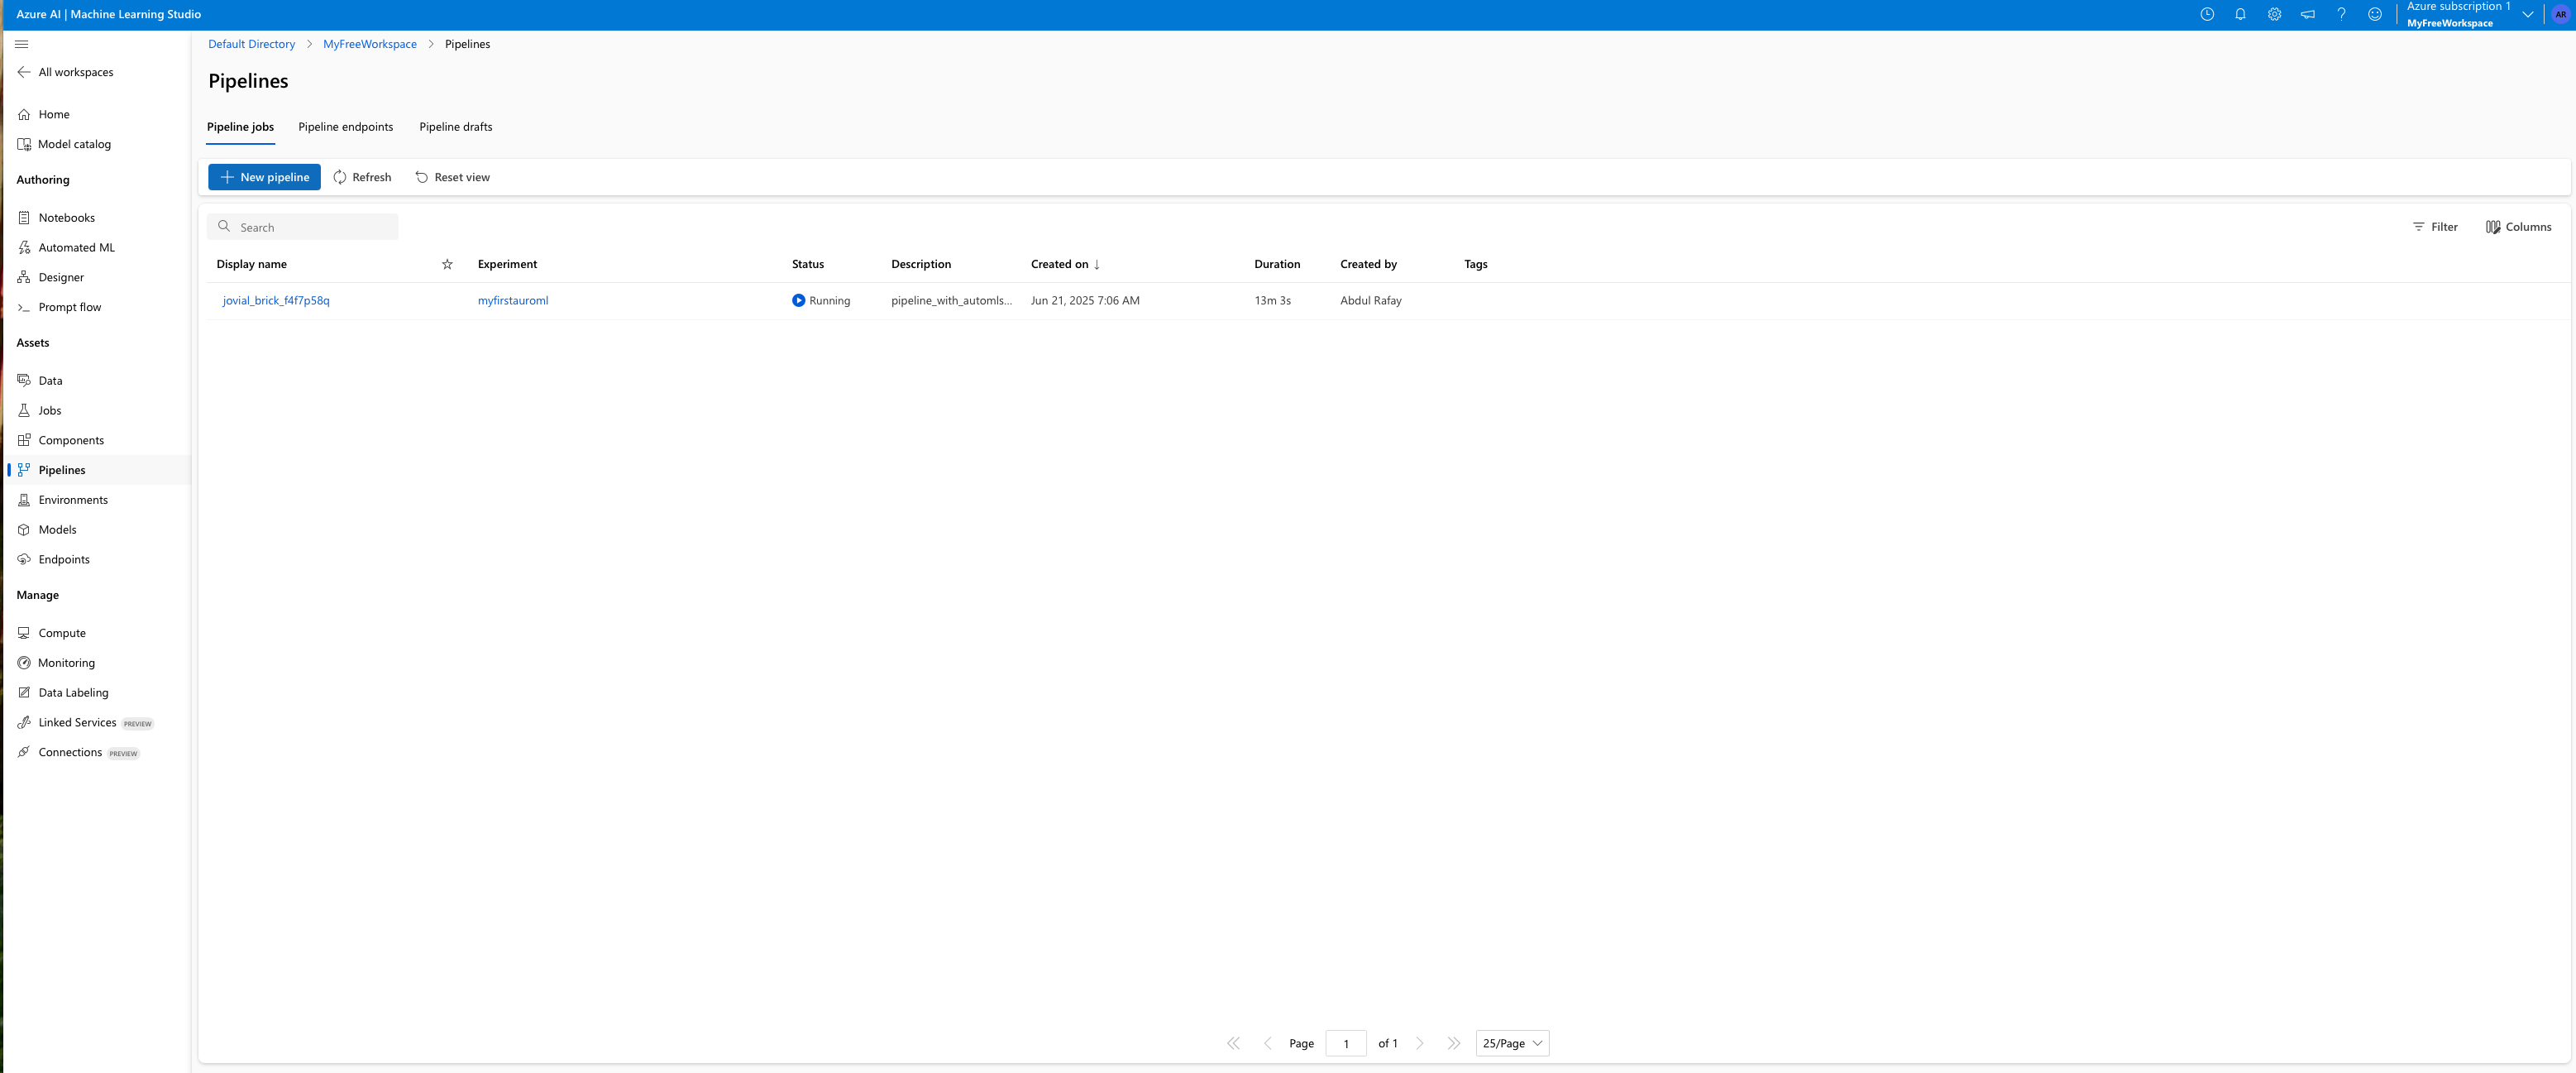 Azure AI | Machine Learning Studio
Azure subscription 1
MyFreeWorkspace
AR
Default Directory > MyFreeWorkspace > Pipelines
All workspaces
Home
Model catalog
Authoring
Notebooks
Automated ML
Designer
Prompt flow
Assets
Data
Jobs
Components
Pipelines
Environments
Models
Endpoints
Manage
Compute
Monitoring
Data Labeling
Linked Services PREVIEW
Connections PREVIEW
Pipelines
Pipeline jobs Pipeline endpoints Pipeline drafts
New pipeline Refresh Reset view
Search Filter Columns
Display name Experiment Status Description Created on ↓ Duration Created by Tags
jovial_brick_f4f7p58q myfirstauroml Running pipeline_with_automls... Jun 21, 2025 7:06 AM 13m 3s Abdul Rafay
Page 1 of 1 25/Page